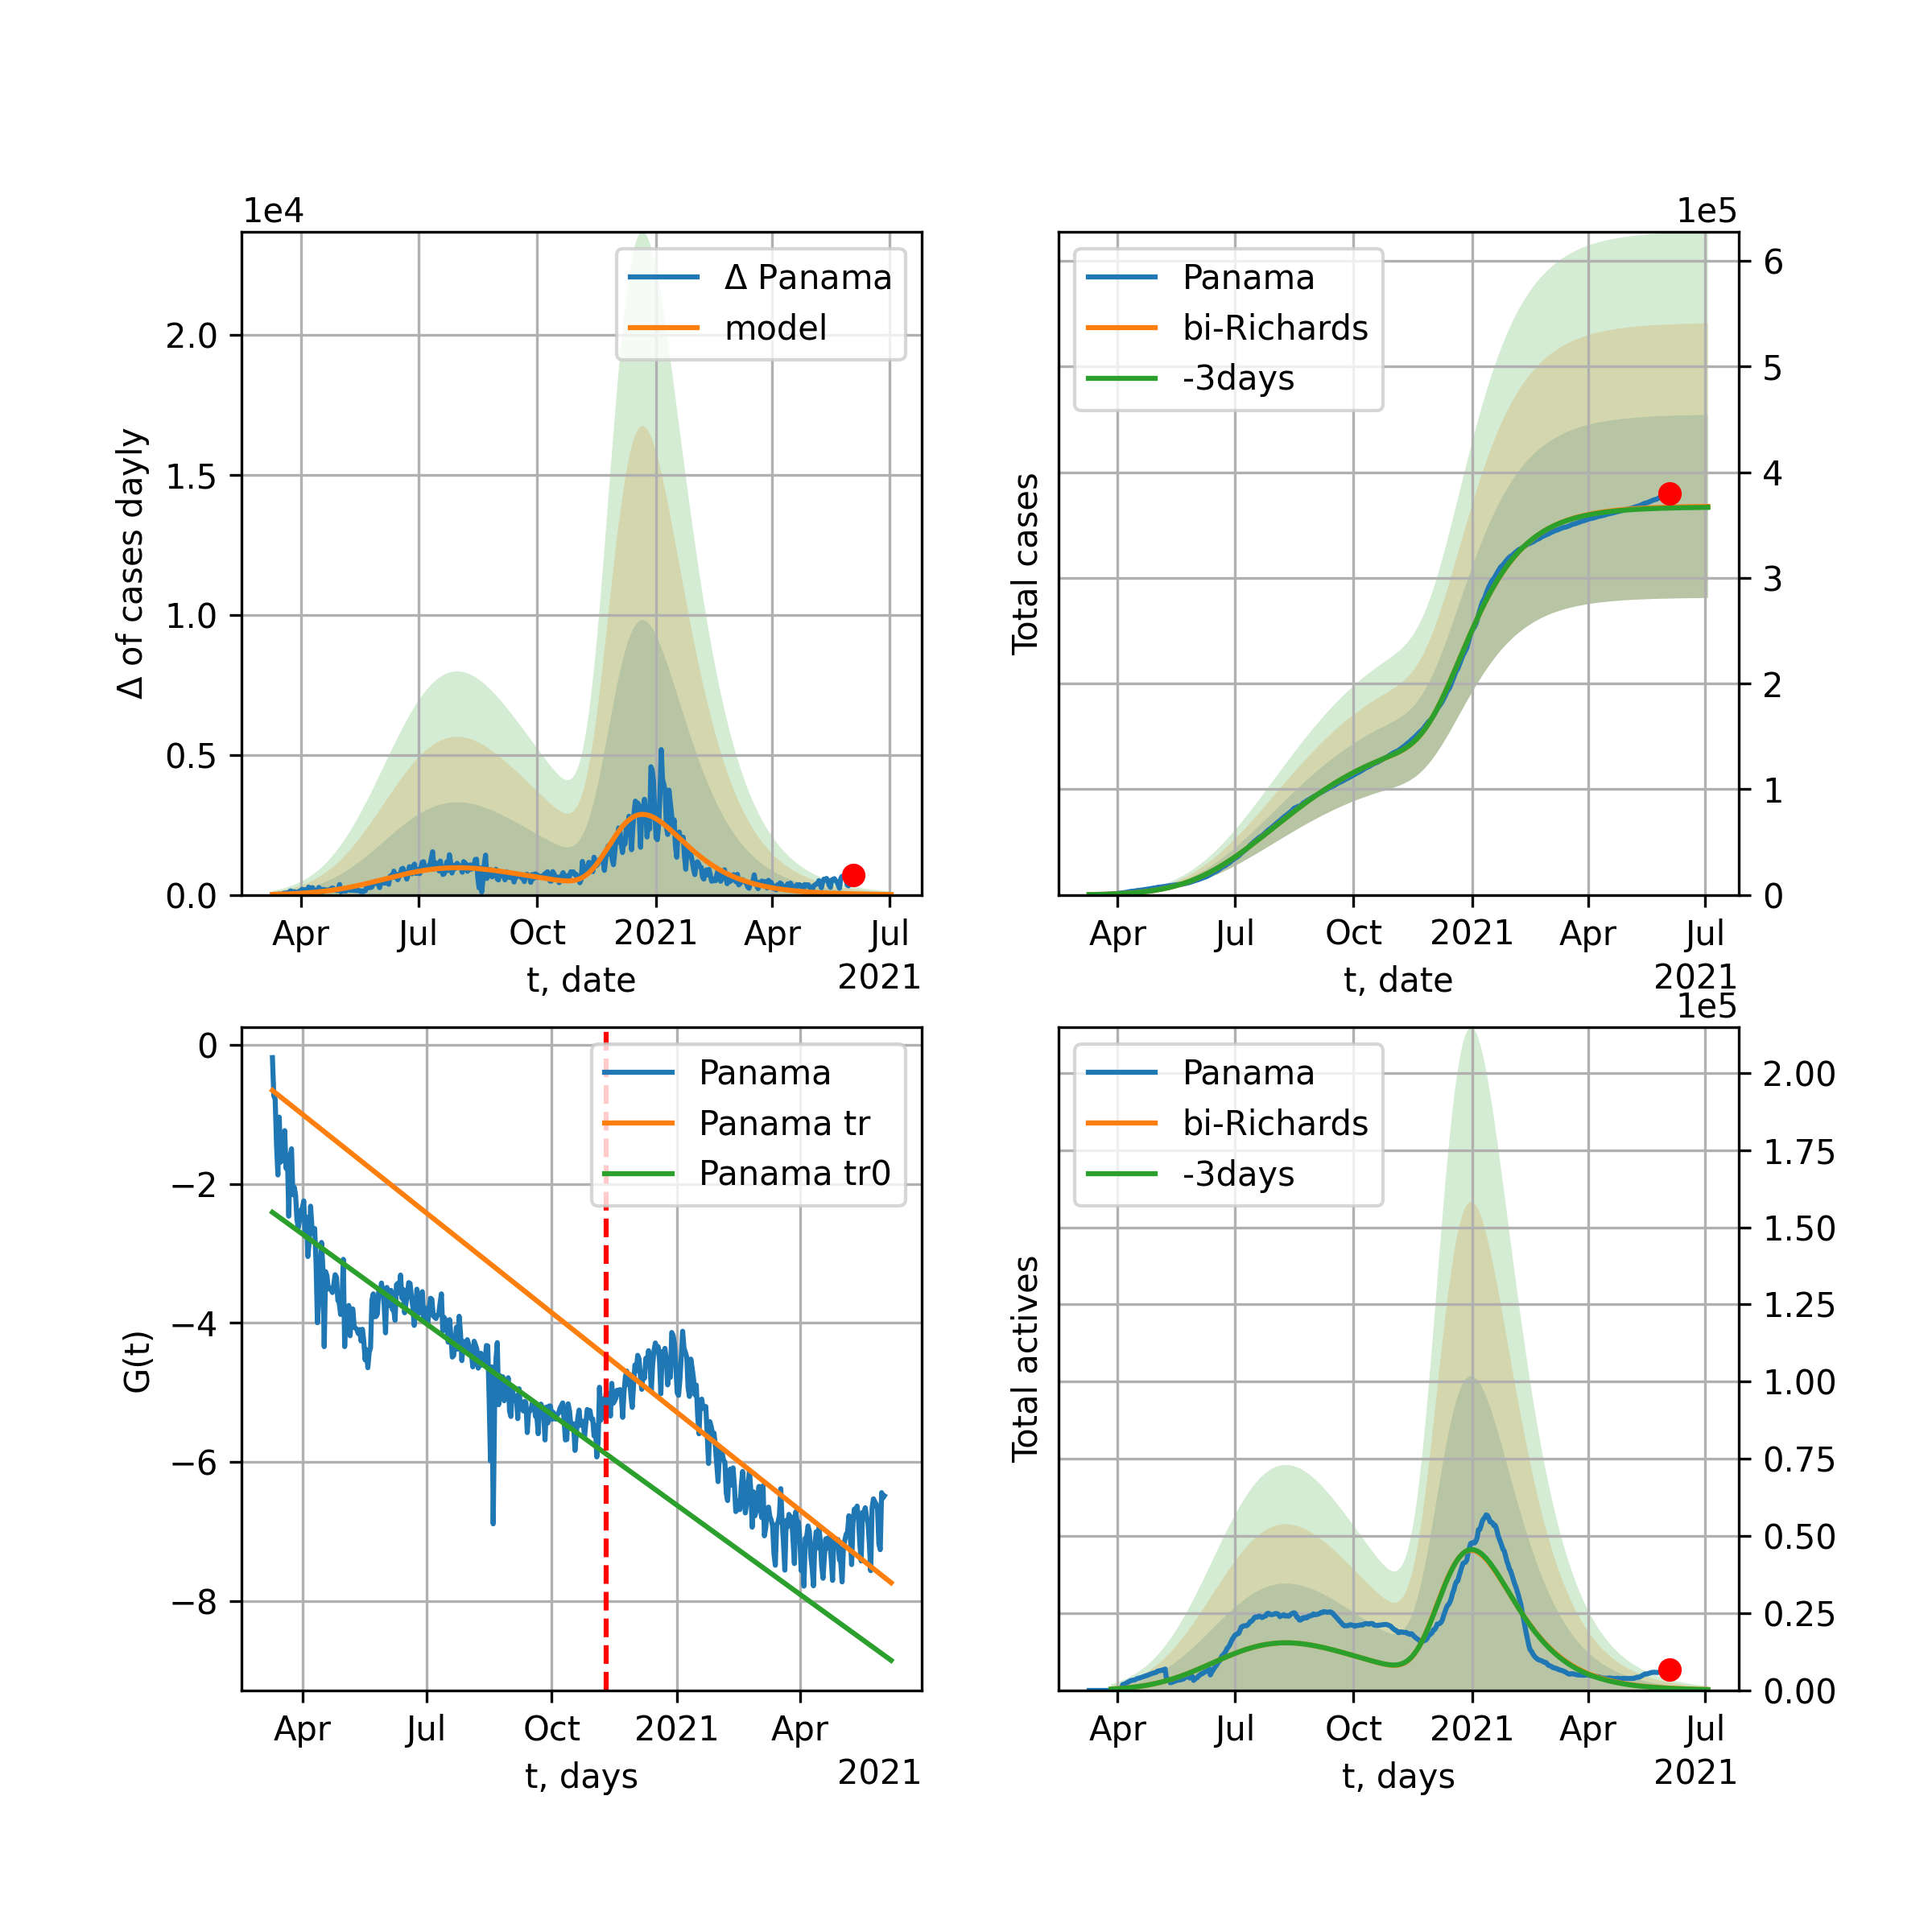 1e4
Δ of cases dayly
2.0
1.5
1.0
0.5
0.0
Δ Panama
model
Apr Jul Oct 2021 Apr Jul
2021
t, date
1e5
Total cases
Panama
bi-Richards
-3days
6
5
4
3
2
1
0
Apr Jul Oct 2021 Apr Jul
2021
t, date
G(t)
0
−2
−4
−6
−8
Panama
Panama tr
Panama tr0
Apr Jul Oct 2021 Apr
2021
t, days
1e5
Total actives
Panama
bi-Richards
-3days
2.00
1.75
1.50
1.25
1.00
0.75
0.50
0.25
0.00
Apr Jul Oct 2021 Apr Jul
2021
t, days